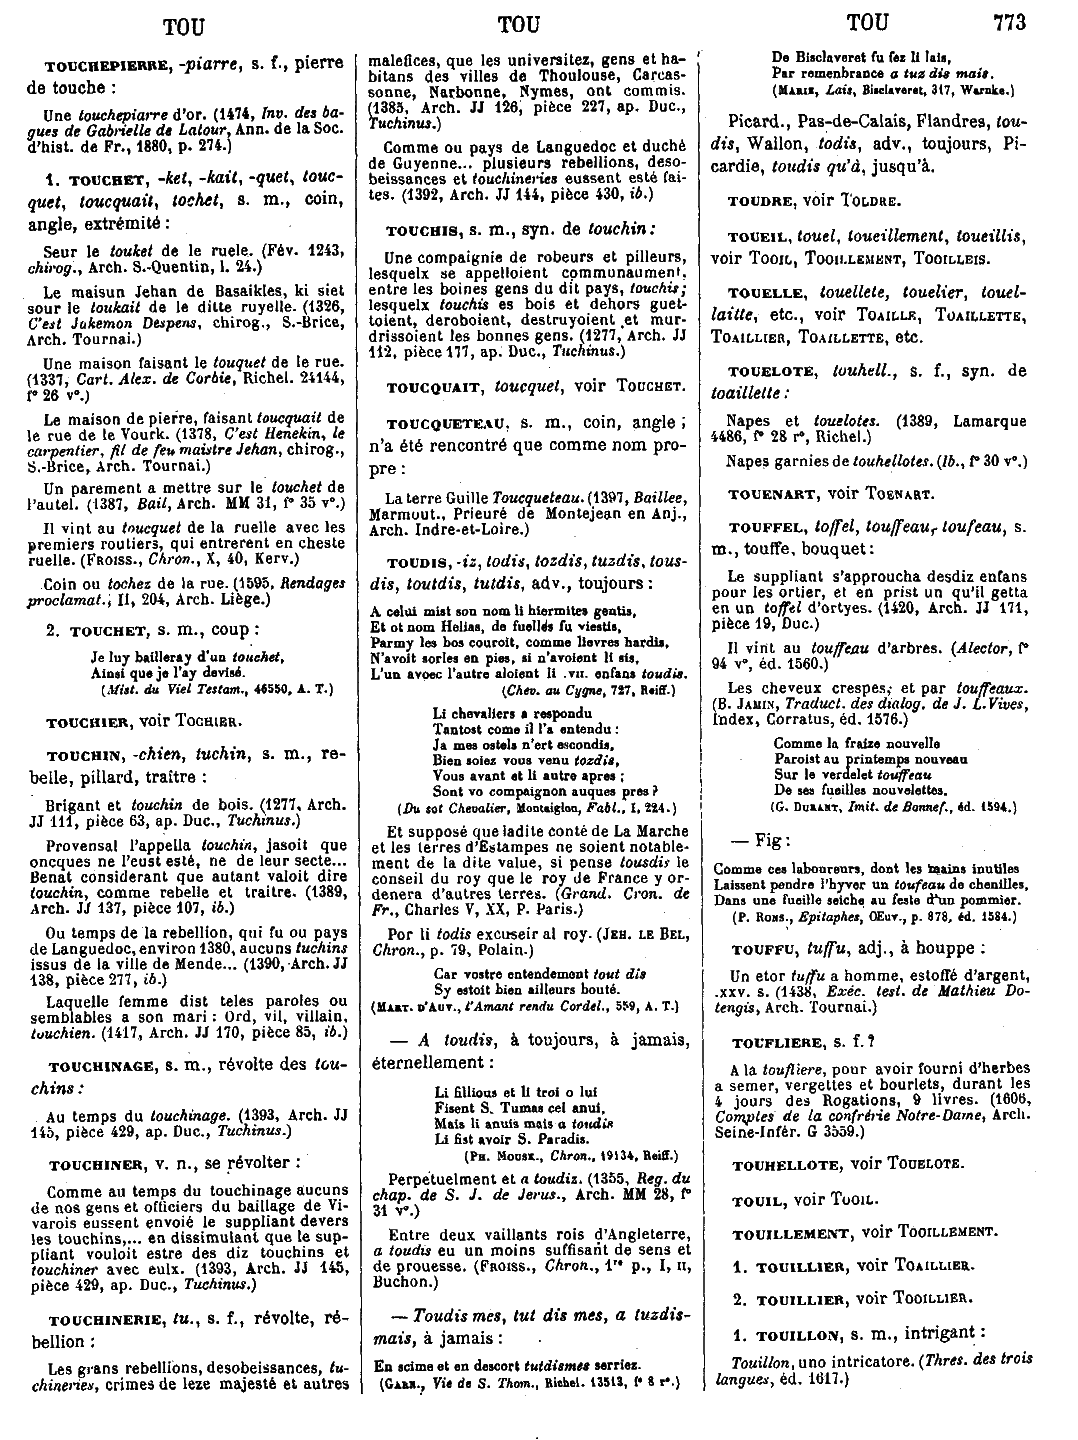 TOU
TOU
TOU 773
TOUCHEPIERRE, -piarre, s. f., pierre
de touche :
Une touchepiarre d'or. (1474, Inv. des ba-
gues de Gabrielle de Latour, Ann. de la Soc.
d'hist. de Fr., 1880, p. 274.)
1. TOUCHET, -ket, -kait, -quet, touc-
quet, toucquait, tochet, s. m., coin,
angle, extrémité :
Seur le touket de le ruele. (Fév. 1243,
chirog., Arch. S.-Quentin, l. 24.)
Le maisun Jehan de Basaikles, ki siet
sour le toukait de le ditte ruyelle. (1326,
C'est Jakemon Despens, chirog., S.-Brice,
Arch. Tournai.)
Une maison faisant le touquet de le rue.
(1337, Cart. Alex. de Corbie, Richel. 24144,
f° 26 v°.)
Le maison de pierre, faisant toucquait de
le rue de le Vourk. (1378, C'est Henekin, le
carpentier, fil de feu maistre Jehan, chirog.,
S.-Brice, Arch. Tournai.)
Un parement a mettre sur le touchet de
l'autel. (1387, Bail, Arch. MM 31, f° 35 v°.)
Il vint au toucquet de la ruelle avec les
premiers routiers, qui entrerent en cheste
ruelle. (FROISS., Chron., X, 40, Kerv.)
Coin ou tochez de la rue. (1595, Rendages
proclamat., II, 204, Arch. Liège.)
2. TOUCHET, s. m., coup :
Je luy bailleray d'un touchet,
Ainsi que je l'ay devisé.
(Mist. du Viel Testam., 46550, A. T.)
TOUCHIER, voir TOCHIER.
TOUCHIN, -chien, tuchin, s. m., re-
belle, pillard, traître :
Brigant et touchin de bois. (1277, Arch.
JJ 111, pièce 63, ap. Duc., Tuchinus.)
Provensal l'appella touchin, jasoit que
oncques ne l'eust esté, ne de leur secte...
Benat considerant que autant valoit dire
touchin, comme rebelle et traitre. (1389,
Arch. JJ 137, pièce 107, ib.)
Ou temps de la rebellion, qui fu ou pays
de Languedoc, environ 1380, aucuns tuchins
issus de la ville de Mende... (1390, Arch. JJ
138, pièce 277, ib.)
Laquelle femme dist teles paroles ou
semblables a son mari : Ord, vil, villain,
touchien. (1417, Arch. JJ 170, pièce 85, ib.)
TOUCHINAGE, s. m., révolte des tou-
chins :
Au temps du touchinage. (1393, Arch. JJ
145, pièce 429, ap. Duc., Tuchinus.)
TOUCHINER, v. n., se révolter :
Comme au temps du touchinage aucuns
de nos gens et officiers du baillage de Vi-
varois eussent envoié le suppliant devers
les touchins,... en dissimulant que le sup-
pliant vouloit estre des diz touchins et
touchiner avec eulx. (1393, Arch. JJ 145,
pièce 429, ap. Duc., Tuchinus.)
TOUCHINERIE, tu., s. f., révolte, ré-
bellion :
Les grans rebellions, desobeissances, tu-
chineries, crimes de leze majesté et autres
malefices, que les universitez, gens et ha-
bitans des villes de Thoulouse, Carcas-
sonne, Narbonne, Nymes, ont commis.
(1385, Arch. JJ 126, pièce 227, ap. Duc.,
Tuchinus.)
Comme ou pays de Languedoc et duché
de Guyenne... plusieurs rebellions, deso-
beissances et touchineries eussent esté fai-
tes. (1392, Arch. JJ 144, pièce 430, ib.)
TOUCHIS, s. m., syn. de touchin :
Une compaignie de robeurs et pilleurs,
lesquelx se appelloient communaument,
entre les boines gens du dit pays, touchis;
lesquelx touchis es bois et dehors guet-
toient, deroboient, destruyoient et mur-
drissoient les bonnes gens. (1277, Arch. JJ
112, pièce 177, ap. Duc., Tuchinus.)
TOUCQUAIT, toucquet, voir TOUCHET.
TOUCQUETEAU, s. m., coin, angle ;
n'a été rencontré que comme nom pro-
pre :
La terre Guille Toucqueteau. (1397, Baillee,
Marmout., Prieuré de Montejean en Anj.,
Arch. Indre-et-Loire.)
TOUDIS, -iz, todis, tozdis, tuzdis, tous-
dis, toutdis, tutdis, adv., toujours :
A celui mist son nom li hiermites gentis,
Et ot nom Helias, de fuelles fu viestis,
Parmy les bos couroit, comme lievres hardis,
N'avoit sorles en pies, si n'avoient li sis,
L'un avoec l'autre aloient li .VII. enfans toudis.
(Chev. au Cygne, 727, Reiff.)
Li chevaliers a respondu
Tantost come il l'a entendu :
Ja mes ostels n'ert escondis,
Bien soiez vous venu tozdis,
Vous avant et li autre apres ;
Sont vo compaignon auques pres ?
(Du sot Chevalier, Montaiglon, Fabl., I, 224.)
Et supposé que ladite conté de La Marche
et les terres d'Estampes ne soient notable-
ment de la dite value, si pense tousdis le
conseil du roy que le roy de France y or-
denera d'autres terres. (Grand. Cron. de
Fr., Charles V, XX, P. Paris.)
Por li todis excuseir al roy. (JEH. LE BEL,
Chron., p. 79, Polain.)
Car vostre entendement tout dis
Sy estoit bien ailleurs bouté.
(MART. D'AUV., l'Amant rendu Cordel., 559, A. T.)
— A toudis, à toujours, à jamais,
éternellement :
Li fillious et li troi o lui
Fisent S. Tumas cel anui,
Mais li anuis mais a toudis
Li fist avoir S. Paradis.
(PH. MOUSK., Chron., 19134, Reiff.)
Perpetuelment et a toudiz. (1355, Reg. du
chap. de S. J. de Jerus., Arch. MM 28, f°
31 v°.)
Entre deux vaillants rois d'Angleterre,
a toudis eu un moins suffisant de sens et
de prouesse. (FROISS., Chron., 1re p., I, II,
Buchon.)
— Toudis mes, tut dis mes, a tuzdis-
mais, à jamais :
En scime et en descort tutdismes serriez.
(GARN., Vie de S. Thom., Richel. 13513, f° 8 r°.)
De Bisclaveret fu fez li lais,
Pur remenbrance a tuz dis mais.
(MARIE, Lais, Bisclaveret, 317, Warnke.)
Picard., Pas-de-Calais, Flandres, tou-
dis, Wallon, todis, adv., toujours, Pi-
cardie, toudis qu'à, jusqu'à.
TOUDRE, voir TOLDRE.
TOUEIL, touel, toueillement, toueillis,
voir TOOIL, TOOILLEMENT, TOOILLEIS.
TOUELLE, touellete, touelier, touel-
laitte, etc., voir TOAILLE, TOAILLETTE,
TOAILLIER, TOAILLETTE, etc.
TOUELOTE, touhell., s. f., syn. de
toaillette :
Napes et touelotes. (1389, Lamarque
4486, f° 28 r°, Richel.)
Napes garnies de touhellotes. (Ib., f° 30 v°.)
TOUENART, voir TOENART.
TOUFFEL, toffel, touffeau, toufeau, s.
m., touffe, bouquet :
Le suppliant s'approucha desdiz enfans
pour les ortier, et en prist un qu'il getta
en un toffel d'ortyes. (1420, Arch. JJ 171,
pièce 19, Duc.)
Il vint au touffeau d'arbres. (Alector, f°
94 v°, éd. 1560.)
Les cheveux crespes, et par touffeaux.
(B. JAMIN, Traduct. des dialog. de J. L. Vives,
Index, Corratus, éd. 1576.)
Comme la fraize nouvelle
Paroist au printemps nouveau
Sur le verdelet touffeau
De ses fueilles nouvelettes.
(G. DURANT, Imit. de Bonnef., éd. 1594.)
— Fig :
Comme ces laboureurs, dont les mains inutiles
Laissent pendre l'hyver un toufeau de chenilles,
Dans une fueille seiche au feste d'un pommier.
(P. RONS., Epitaphes, OEuv., p. 878, éd. 1584.)
TOUFFU, tuffu, adj., à houppe :
Un etor tuffu a homme, estoffé d'argent,
.XXV. s. (1438, Exéc. test. de Mathieu Do-
tengis, Arch. Tournai.)
TOUFLIERE, s. f. ?
A la toufliere, pour avoir fourni d'herbes
a semer, vergettes et bourlets, durant les
4 jours des Rogations, 9 livres. (1606,
Comptes de la confrérie Notre-Dame, Arch.
Seine-Infér. G 3559.)
TOUHELLOTE, voir TOUELOTE.
TOUIL, voir TOOIL.
TOUILLEMENT, voir TOOILLEMENT.
1. TOUILLIER, voir TOAILLIER.
2. TOUILLIER, voir TOOILLIER.
1. TOUILLON, s. m., intrigant :
Touillon, uno intricatore. (Thres. des trois
langues, éd. 1617.)